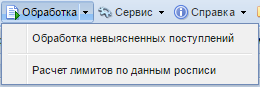 Обработка Сервис Справка
Обработка невыясненных поступлений
Расчет лимитов по данным росписи